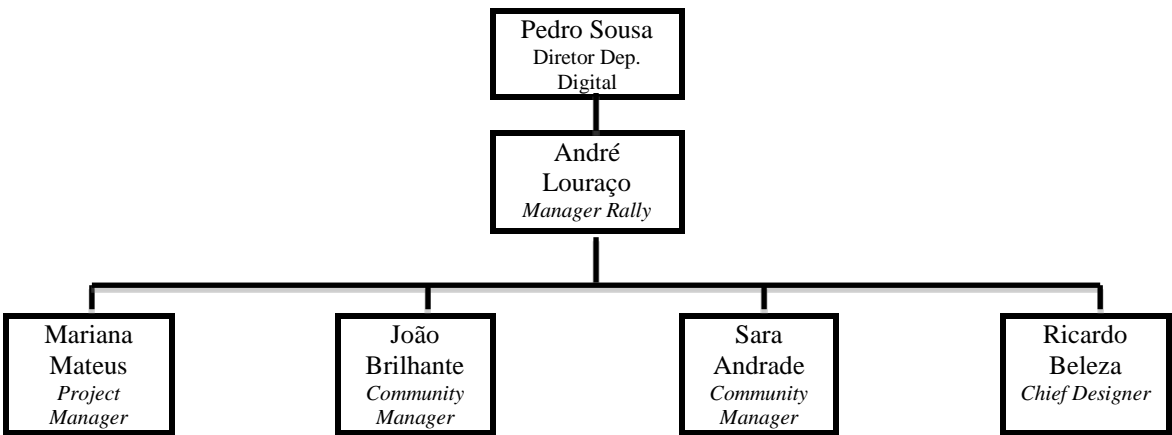 Pedro Sousa
Diretor Dep.
Digital
André
Louraço
Manager Rally
Mariana
Mateus
Project
Manager
João
Brilhante
Community
Manager
Sara
Andrade
Community
Manager
Ricardo
Beleza
Chief Designer